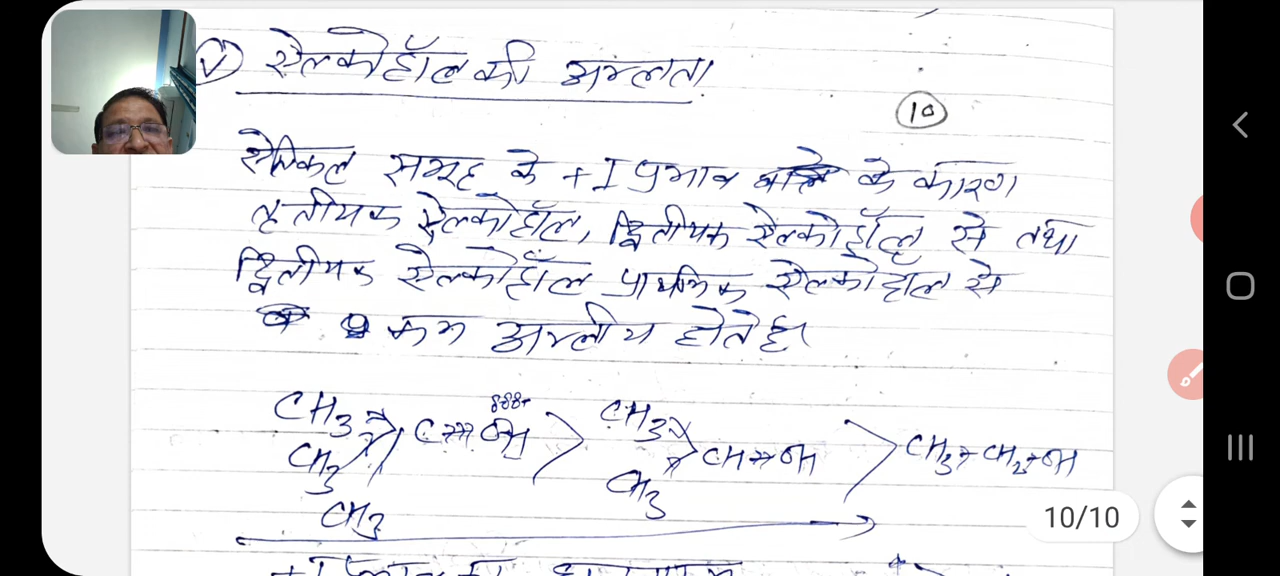 (v) ऐल्कोहॉल की अम्लता
10
ऐल्किल समूह के +I प्रभाव के कारण
तृतीयक ऐल्कोहॉल, द्वितीयक ऐल्कोहॉल से तथा
द्वितीयक ऐल्कोहॉल प्राथमिक ऐल्कोहॉल से
कम अम्लीय होते हैं।
CH3 CH3 CH3 C OH > CH3 CH3 CH OH > CH3 CH2 OH
10/10